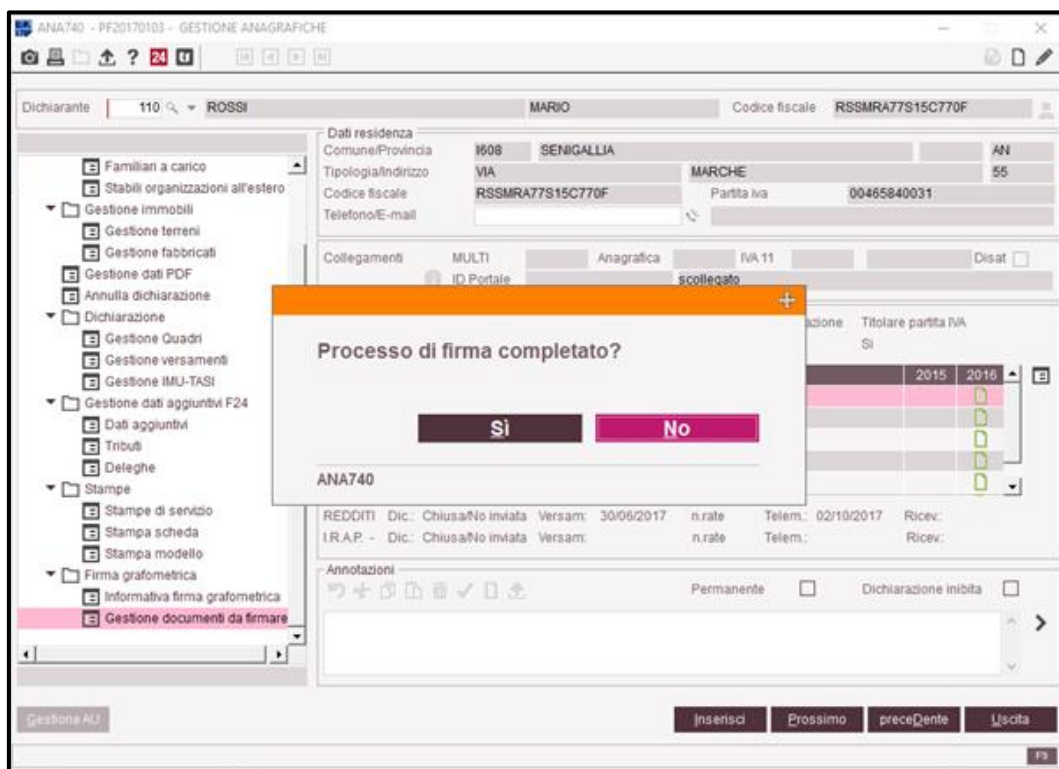 ANA740 - PF20170103 - GESTIONE ANAGRAFICHE
? 24
Dichiarante 110 ROSSI MARIO Codice fiscale RSSMRA77S15C770F
Dati residenza
Comune/Provincia I608 SENIGALLIA AN
Tipologia/Indirizzo VIA MARCHE 55
Codice fiscale RSSMRA77S15C770F Partita iva 00465840031
Telefono/E-mail
Familiari a carico
Stabili organizzazioni all'estero
Gestione immobili
Gestione terreni
Gestione fabbricati
Gestione dati PDF
Annulla dichiarazione
Dichiarazione
Gestione Quadri
Gestione versamenti
Gestione IMU-TASI
Gestione dati aggiuntivi F24
Dati aggiuntivi
Tributi
Deleghe
Stampe
Stampe di servizio
Stampa scheda
Stampa modello
Firma grafometrica
Informativa firma grafometrica
Gestione documenti da firmare
Collegamenti MULTI Anagrafica IVA 11 Disat
ID Portale scollegato
Processo di firma completato?
Sì No
ANA740
azione Titolare partita IVA
Si
2015 2016
REDDITI Dic.: Chiusa/No inviata Versam: 30/06/2017 n.rate Telem.: 02/10/2017 Ricev.:
I.R.A.P. - Dic.: Chiusa/No inviata Versam: n.rate Telem.: Ricev.:
Annotazioni
Permanente Dichiarazione inibita
Gestione AU
Inserisci Prossimo preceDente Uscita
F5